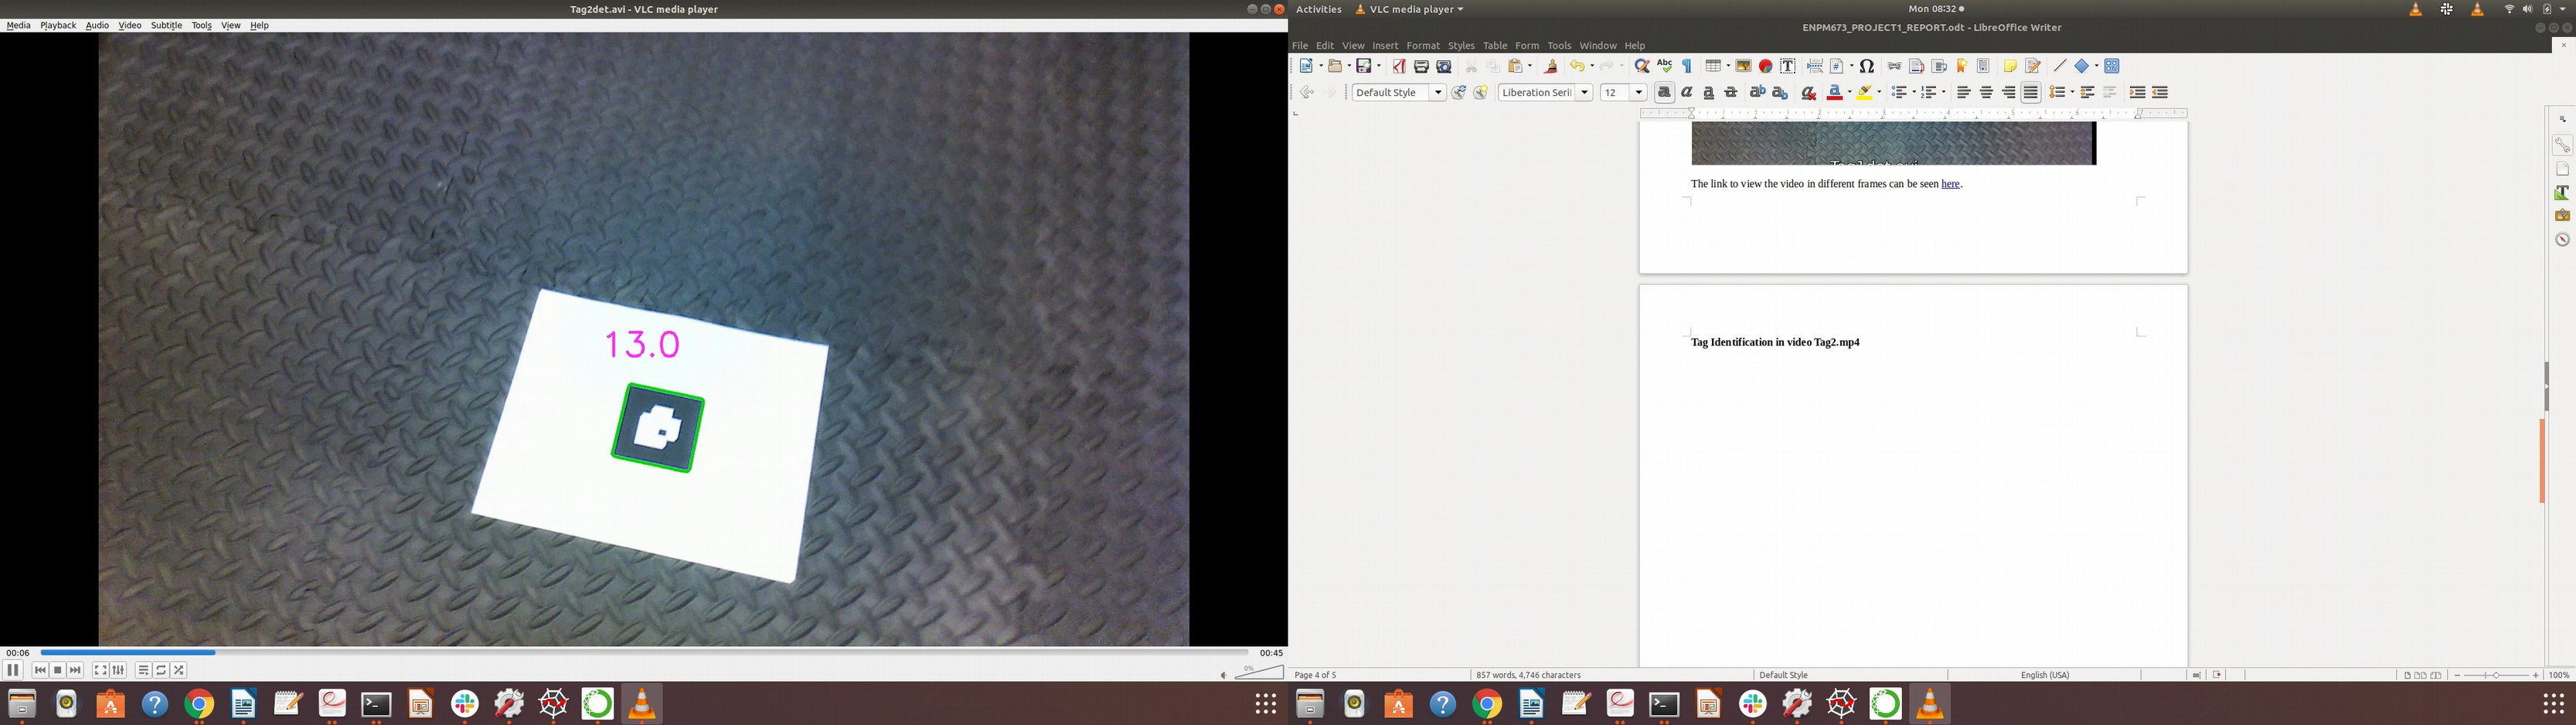 Tag2det.avi - VLC media player
Media Playback Audio Video Subtitle Tools View Help
13.0
00:06
00:45
0%
Activities VLC media player Mon 08:32
ENPM673_PROJECT1_REPORT.odt - LibreOffice Writer
File Edit View Insert Format Styles Table Form Tools Window Help
Default Style Liberation Seri 12
The link to view the video in different frames can be seen here.
Tag Identification in video Tag2.mp4
Page 4 of 5 857 words, 4,746 characters Default Style English (USA) 100%